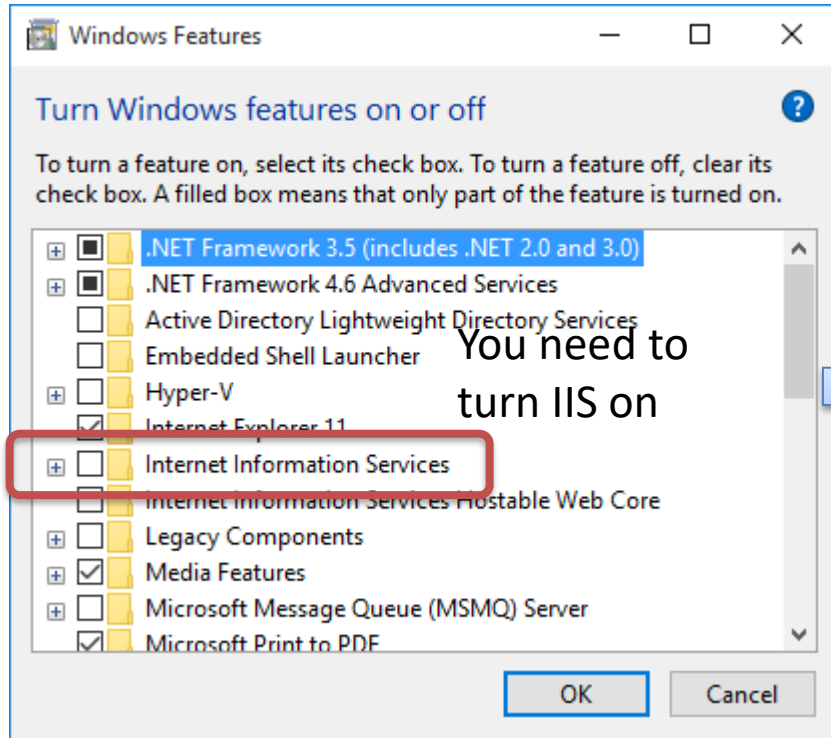 Windows Features
Turn Windows features on or off
To turn a feature on, select its check box. To turn a feature off, clear its
check box. A filled box means that only part of the feature is turned on.
.NET Framework 3.5 (includes .NET 2.0 and 3.0)
.NET Framework 4.6 Advanced Services
Active Directory Lightweight Directory Services
Embedded Shell Launcher
Hyper-V
Internet Explorer 11
Internet Information Services
Internet Information Services Hostable Web Core
Legacy Components
Media Features
Microsoft Message Queue (MSMQ) Server
Microsoft Print to PDF
You need to
turn IIS on
OK
Cancel